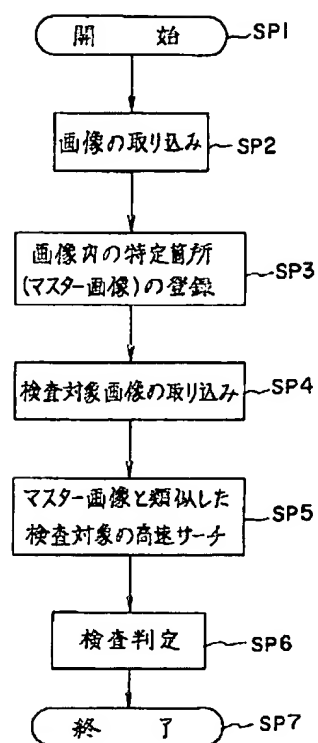 開 始 SP1
画像の取り込み SP2
画像内の特定箇所
(マスター画像)の登録 SP3
検査対象画像の取り込み SP4
マスター画像と類似した
検査対象の高速サーチ SP5
検査判定 SP6
終 了 SP7